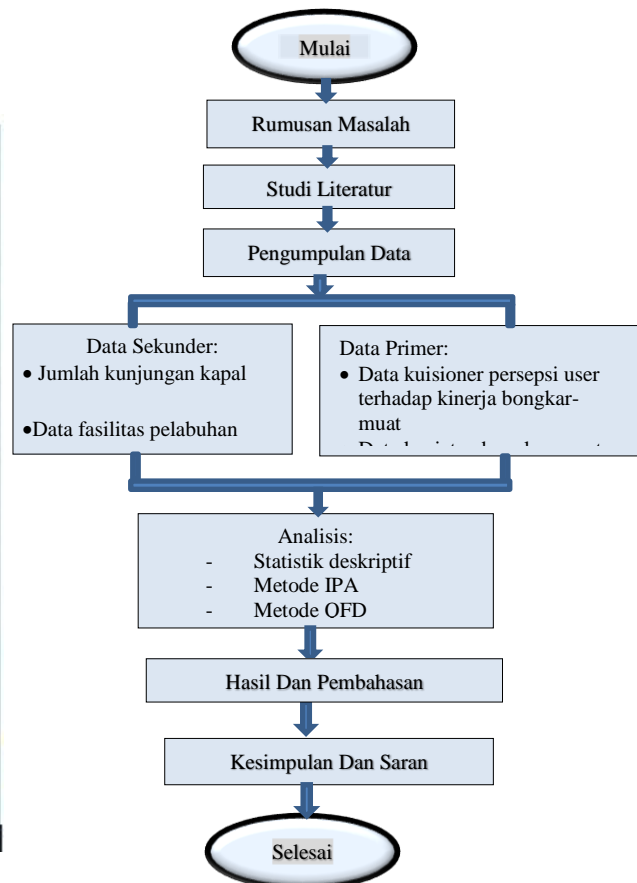 Mulai
Rumusan Masalah
Studi Literatur
Pengumpulan Data
Data Sekunder:
• Jumlah kunjungan kapal
•Data fasilitas pelabuhan
Data Primer:
• Data kuisioner persepsi user
terhadap kinerja bongkar-
muat
Analisis:
- Statistik deskriptif
- Metode IPA
- Metode QFD
Hasil Dan Pembahasan
Kesimpulan Dan Saran
Selesai